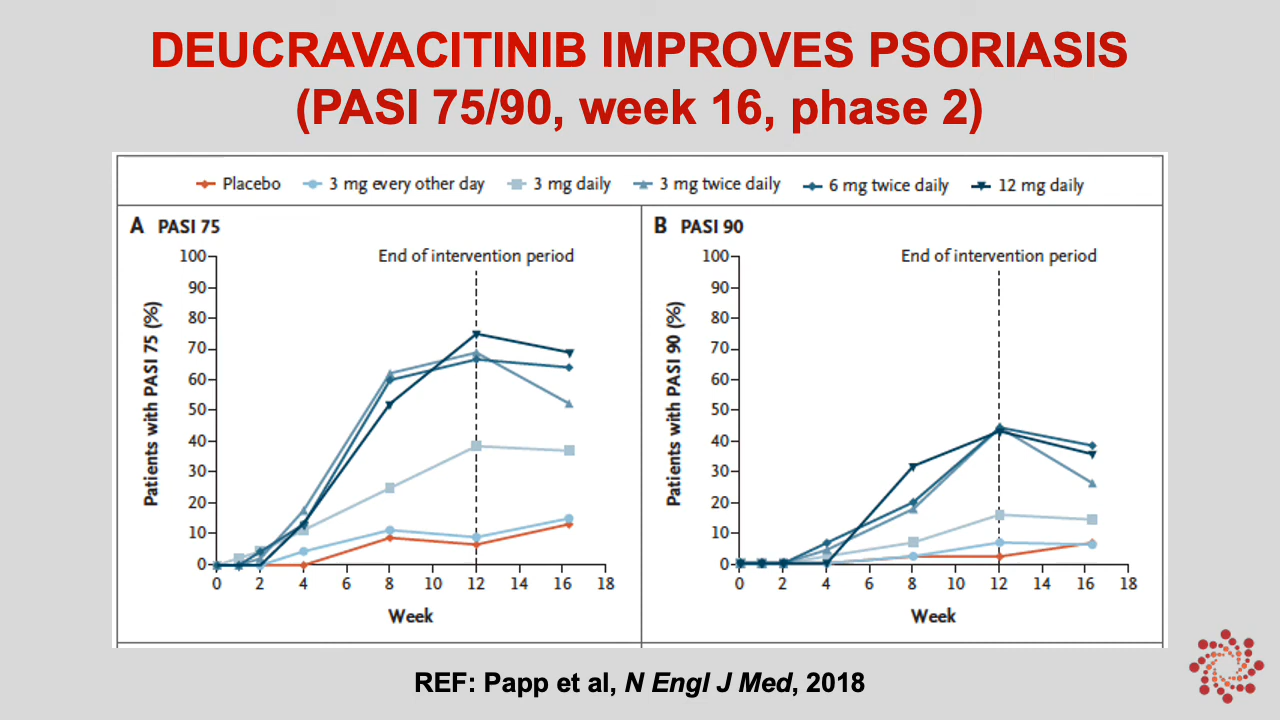 DEUCRAVACITINIB IMPROVES PSORIASIS
(PASI 75/90, week 16, phase 2)
Placebo 3 mg every other day 3 mg daily 3 mg twice daily 6 mg twice daily 12 mg daily
A PASI 75
End of intervention period
Patients with PASI 75 (%)
100
90
80
70
60
50
40
30
20
10
0
0 2 4 6 8 10 12 14 16 18
Week
B PASI 90
End of intervention period
Patients with PASI 90 (%)
100
90
80
70
60
50
40
30
20
10
0
0 2 4 6 8 10 12 14 16 18
Week
REF: Papp et al, N Engl J Med, 2018